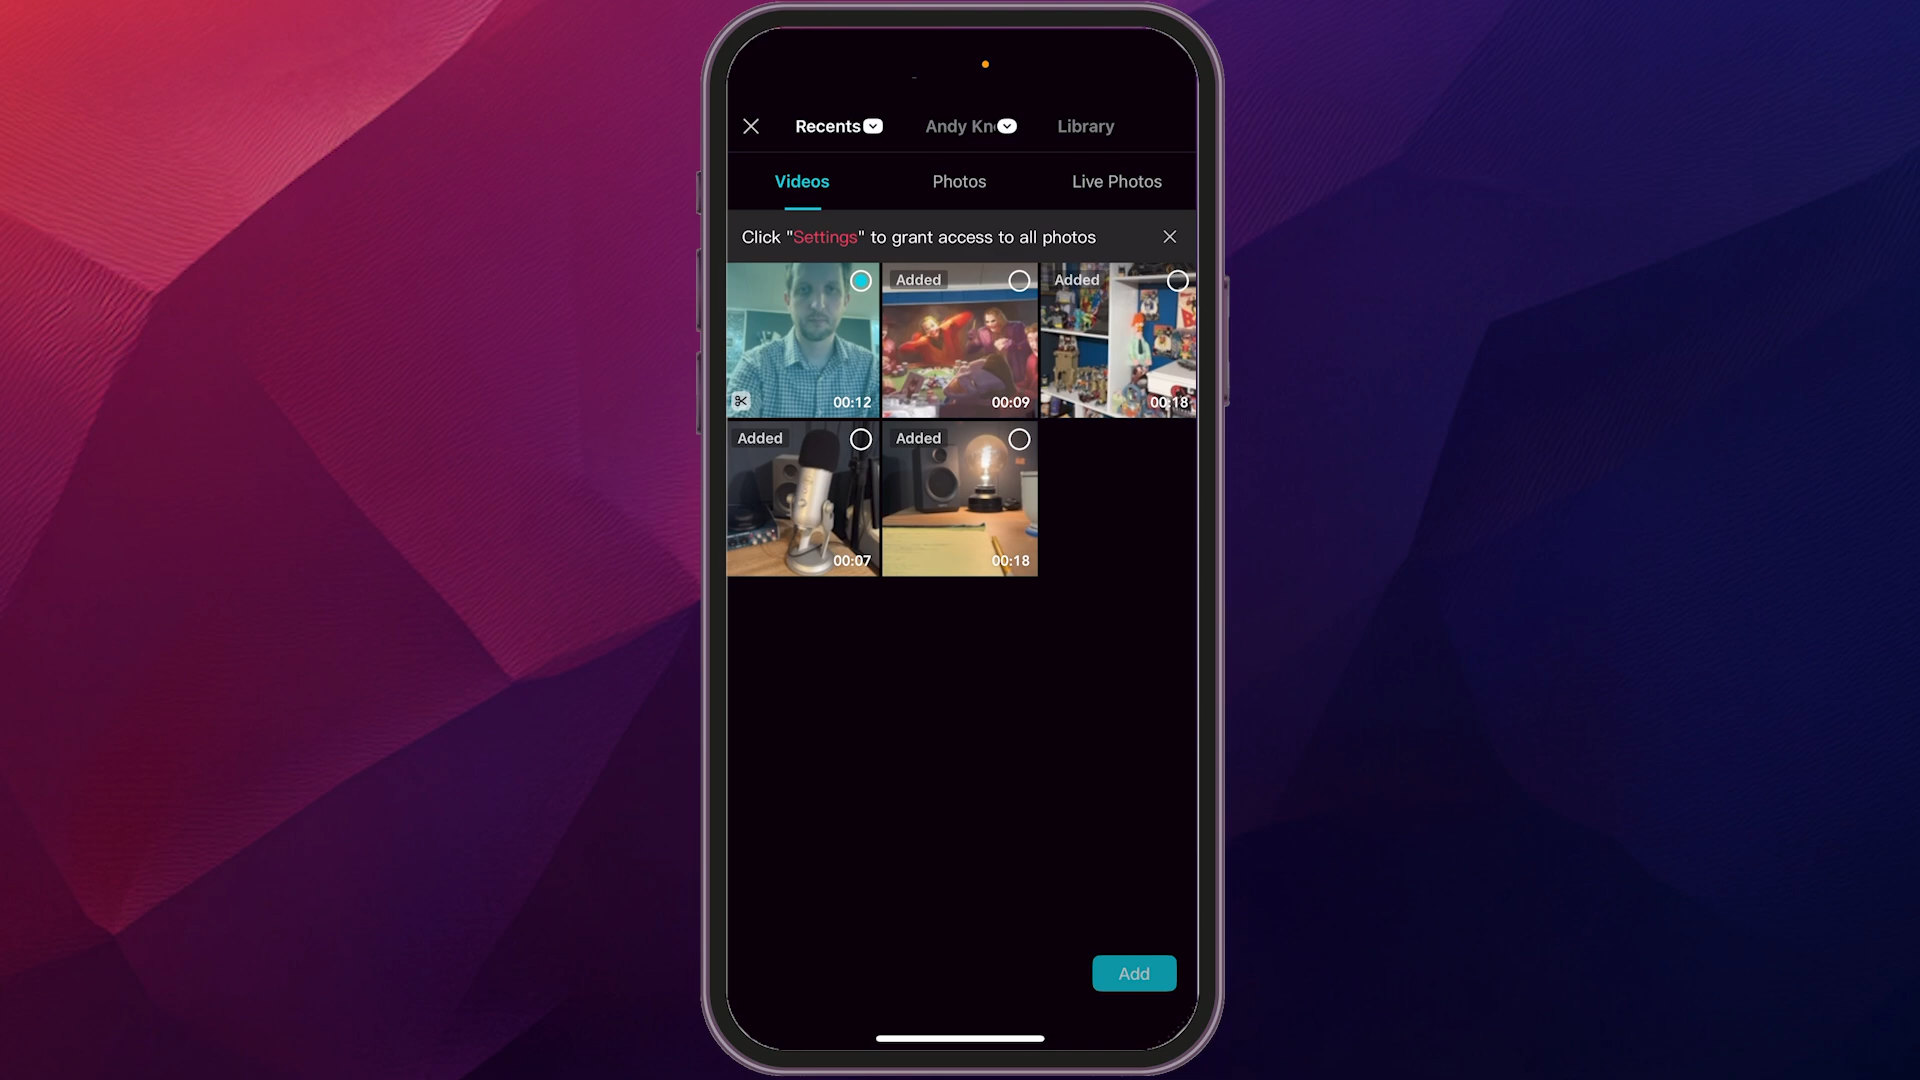 Recents Andy Kn Library
Videos Photos Live Photos
Click "Settings" to grant access to all photos
Added Added
00:12 00:09 00:18
Added Added
00:07 00:18
Add